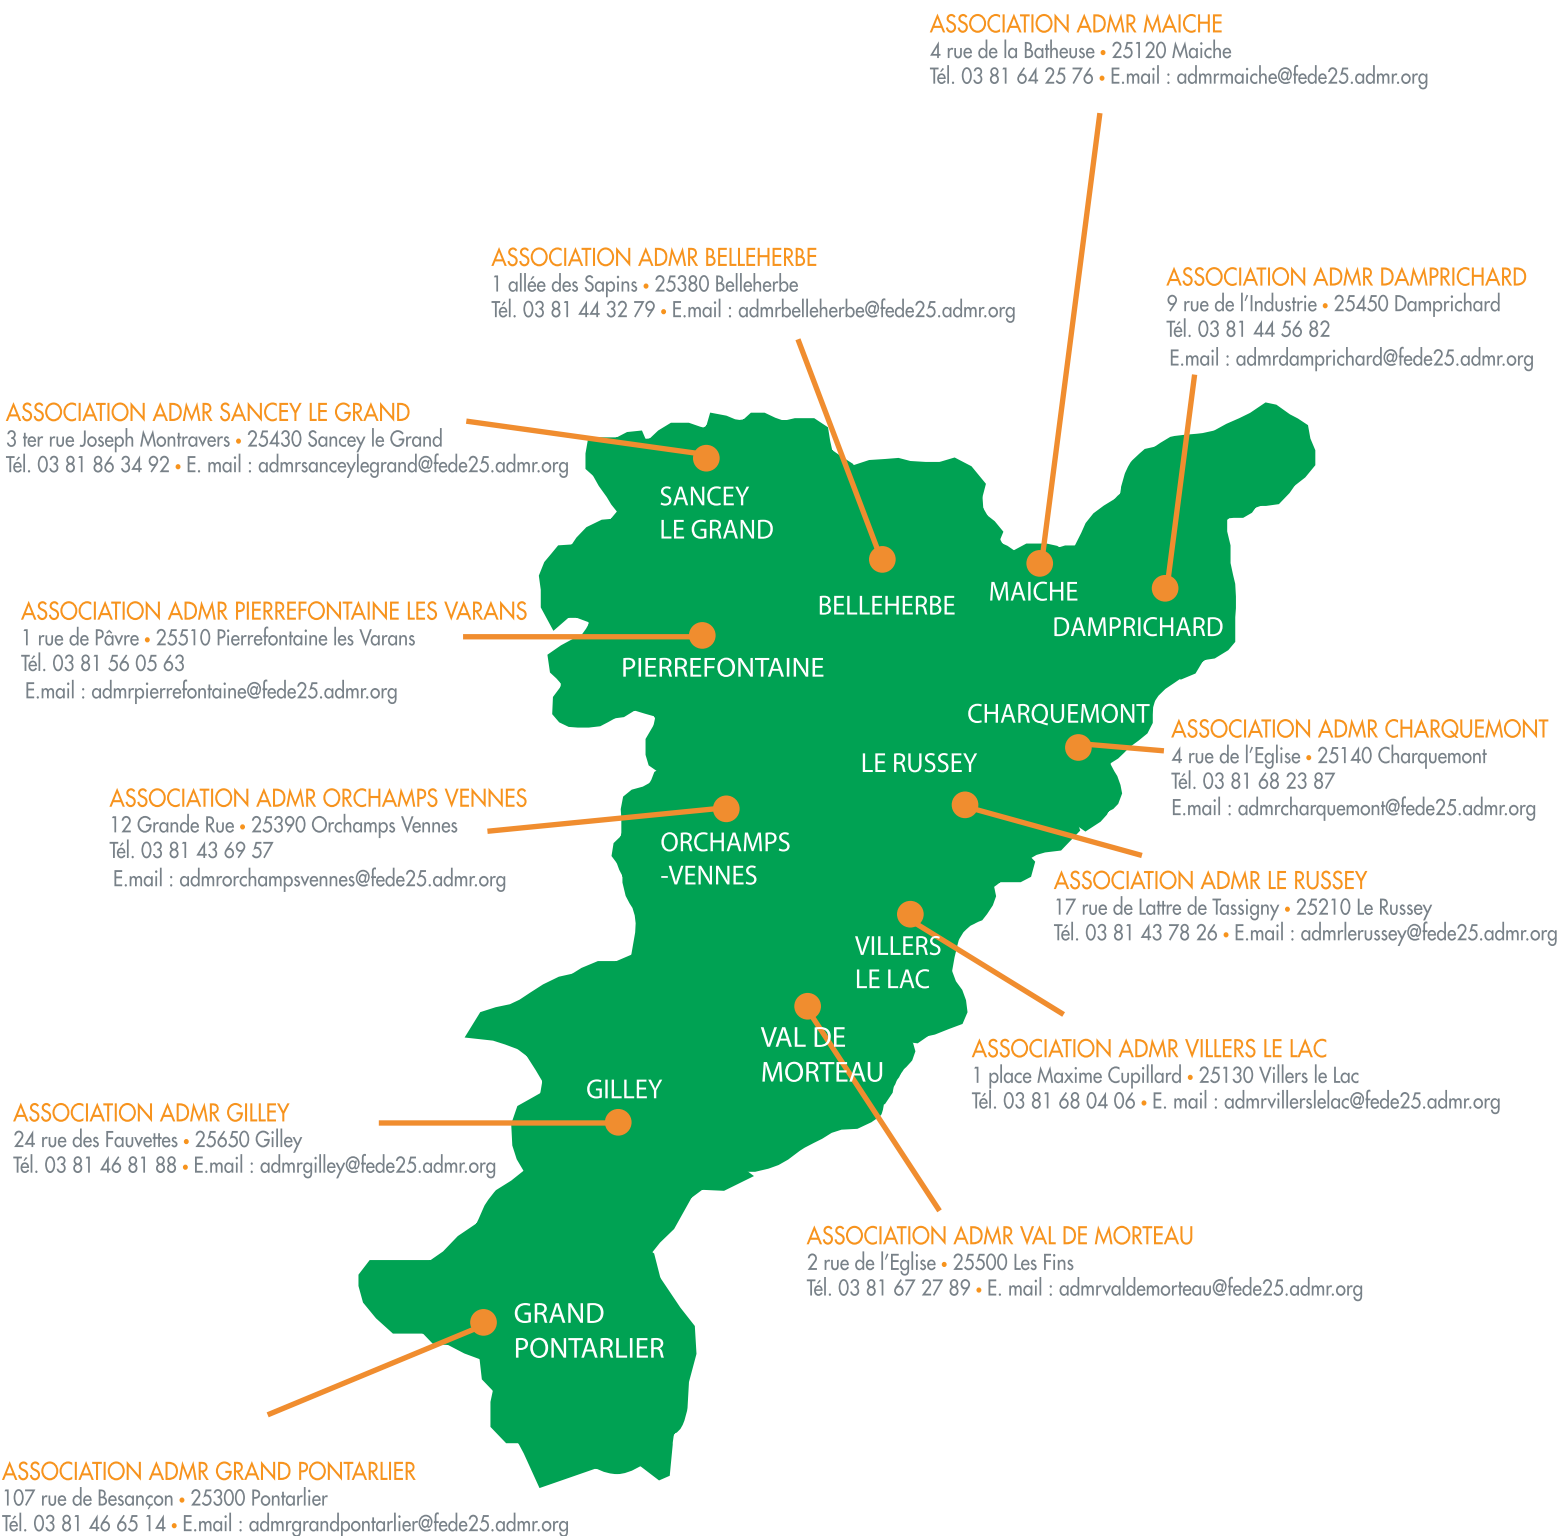 ASSOCIATION ADMR MAICHE
4 rue de la Batheuse • 25120 Maiche
Tél. 03 81 64 25 76 • E.mail : admrmaiche@fede25.admr.org
ASSOCIATION ADMR BELLEHERBE
1 allée des Sapins • 25380 Belleherbe
Tél. 03 81 44 32 79 • E.mail : admrbelleherbe@fede25.admr.org
ASSOCIATION ADMR DAMPRICHARD
9 rue de l'Industrie • 25450 Damprichard
Tél. 03 81 44 56 82
E.mail : admrdamprichard@fede25.admr.org
ASSOCIATION ADMR SANCEY LE GRAND
3 ter rue Joseph Montravers • 25430 Sancey le Grand
Tél. 03 81 86 34 92 • E. mail : admrsanceylegrand@fede25.admr.org
SANCEY
LE GRAND
BELLEHERBE
MAICHE
DAMPRICHARD
ASSOCIATION ADMR PIERREFONTAINE LES VARANS
1 rue de Pâvre • 25510 Pierrefontaine les Varans
Tél. 03 81 56 05 63
E.mail : admrpierrefontaine@fede25.admr.org
PIERREFONTAINE
CHARQUEMONT
ASSOCIATION ADMR CHARQUEMONT
4 rue de l'Eglise • 25140 Charquemont
Tél. 03 81 68 23 87
E.mail : admrcharquemont@fede25.admr.org
LE RUSSEY
ASSOCIATION ADMR ORCHAMPS VENNES
12 Grande Rue • 25390 Orchamps Vennes
Tél. 03 81 43 69 57
E.mail : admrorchampsvennes@fede25.admr.org
ORCHAMPS
-VENNES
ASSOCIATION ADMR LE RUSSEY
17 rue de Lattre de Tassigny • 25210 Le Russey
Tél. 03 81 43 78 26 • E.mail : admrlerussey@fede25.admr.org
VILLERS
LE LAC
VAL DE
MORTEAU
ASSOCIATION ADMR VILLERS LE LAC
1 place Maxime Cupillard • 25130 Villers le Lac
Tél. 03 81 68 04 06 • E. mail : admrvillerslelac@fede25.admr.org
GILLEY
ASSOCIATION ADMR GILLEY
24 rue des Fauvettes • 25650 Gilley
Tél. 03 81 46 81 88 • E.mail : admrgilley@fede25.admr.org
ASSOCIATION ADMR VAL DE MORTEAU
2 rue de l'Eglise • 25500 Les Fins
Tél. 03 81 67 27 89 • E. mail : admrvaldemorteau@fede25.admr.org
GRAND
PONTARLIER
ASSOCIATION ADMR GRAND PONTARLIER
107 rue de Besançon • 25300 Pontarlier
Tél. 03 81 46 65 14 • E.mail : admrgrandpontarlier@fede25.admr.org